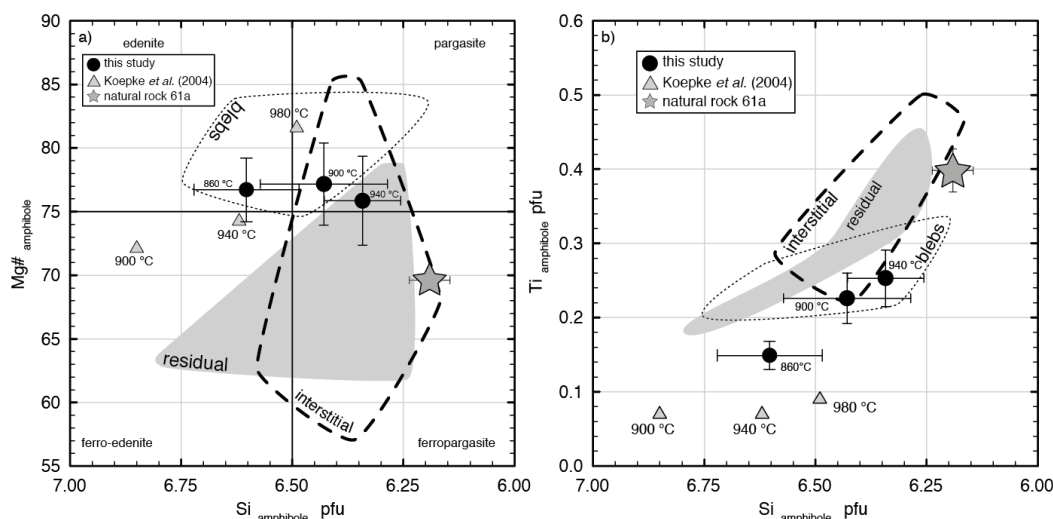 a)
edenite
pargasite
this study
Koepke et al. (2004)
natural rock 61a
blebs
980 °C
860 °C
900 °C
940 °C
940 °C
900 °C
residual
interstitial
ferro-edenite
ferropargasite
90
85
80
75
70
65
60
55
7.00
6.75
6.50
6.25
6.00
Mg# amphibole
Si amphibole pfu
b)
this study
Koepke et al. (2004)
natural rock 61a
interstitial
residual
blebs
940 °C
900 °C
860°C
980 °C
900 °C
940 °C
0.6
0.5
0.4
0.3
0.2
0.1
0.0
7.00
6.75
6.50
6.25
6.00
Ti amphibole pfu
Si amphibole pfu